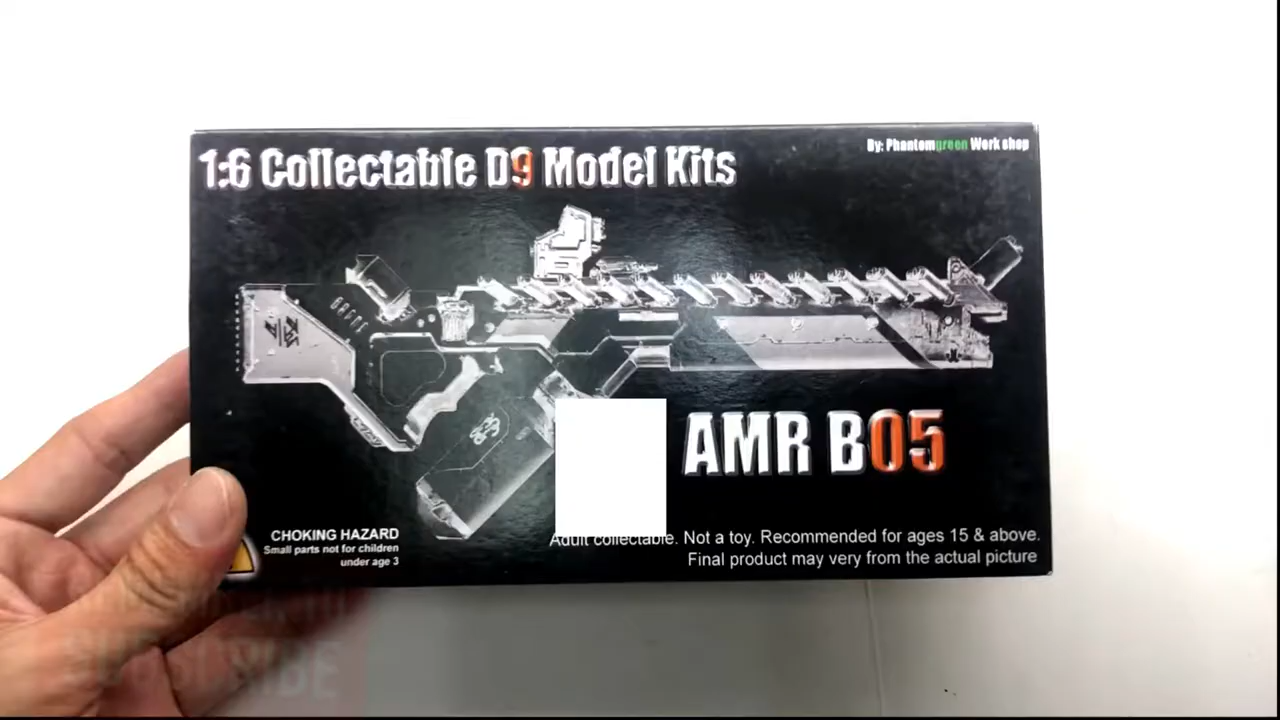 1:6 Collectable D9 Model Kits
By: Phantomgreen Work shop
AMR B05
CHOKING HAZARD
Small parts not for children
under age 3
Adult collectable. Not a toy. Recommended for ages 15 & above.
Final product may very from the actual picture